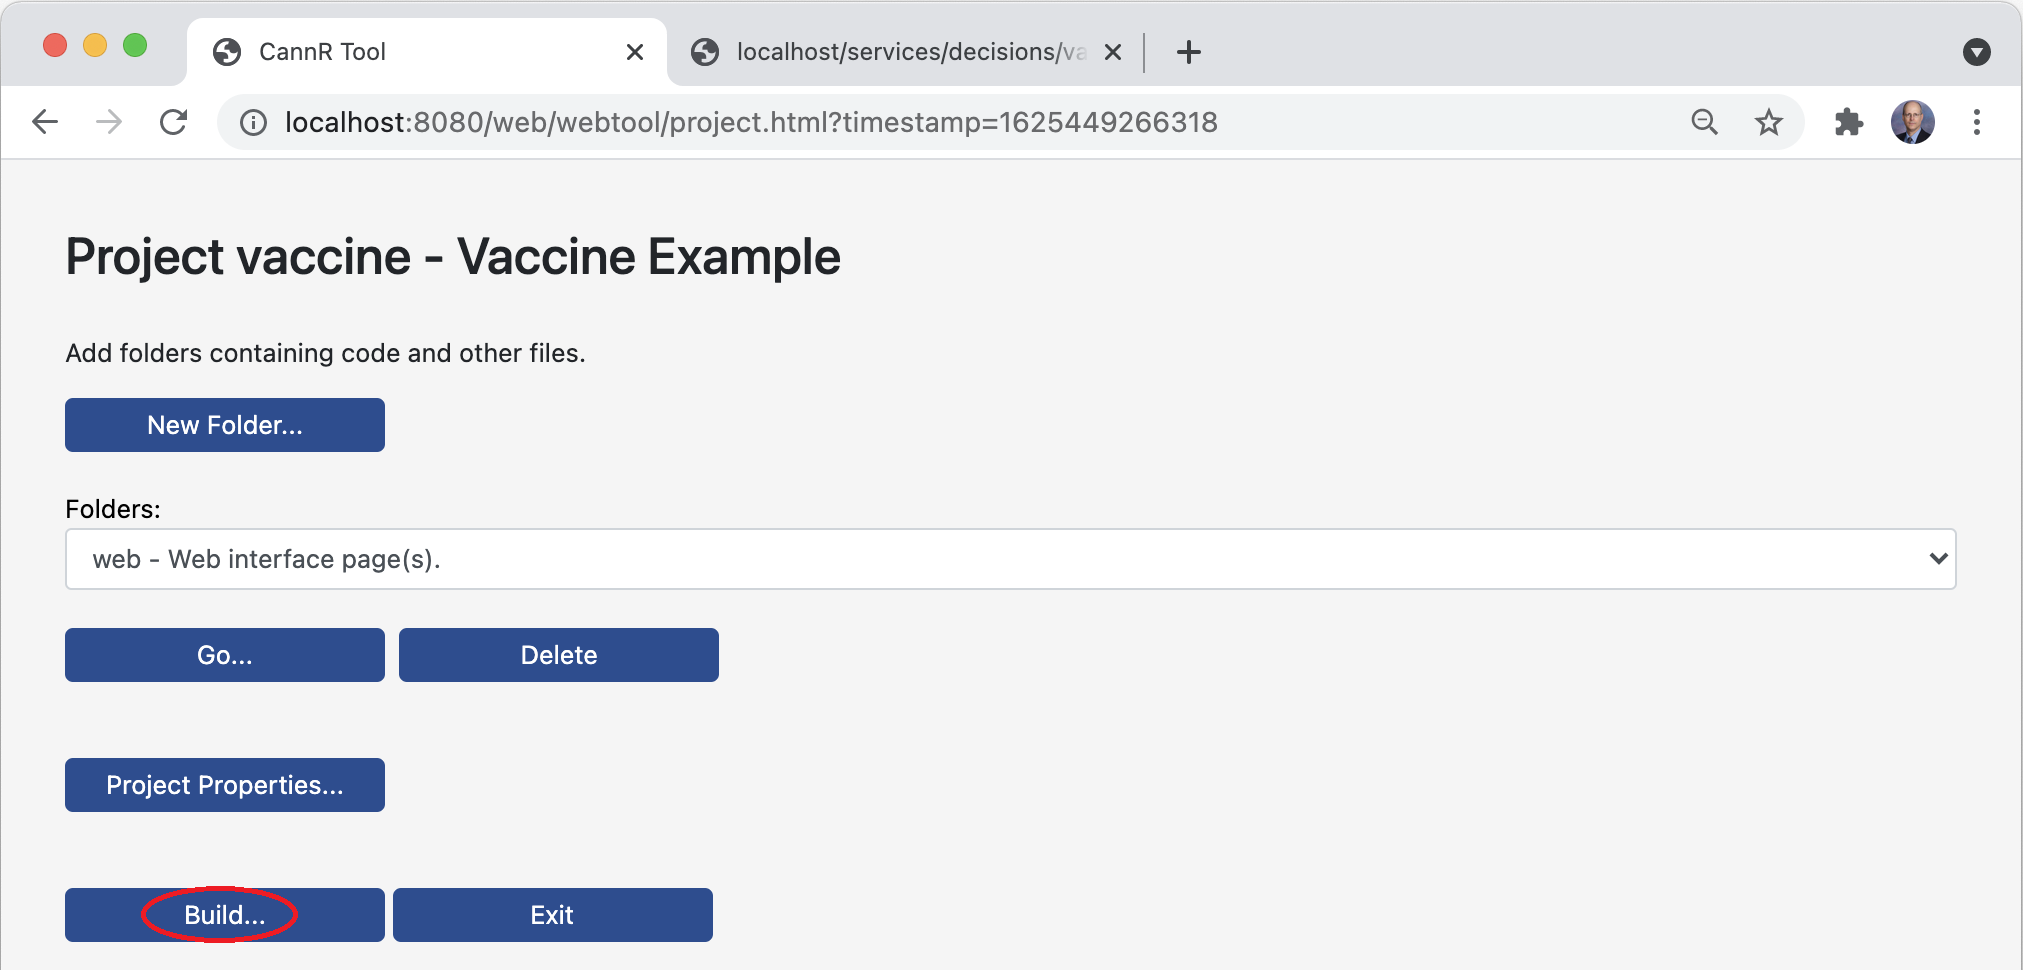 CannR Tool
localhost/services/decisions/va
localhost:8080/web/webtool/project.html?timestamp=1625449266318
Project vaccine - Vaccine Example
Add folders containing code and other files.
New Folder...
Folders:
web - Web interface page(s).
Go... Delete
Project Properties...
Build... Exit